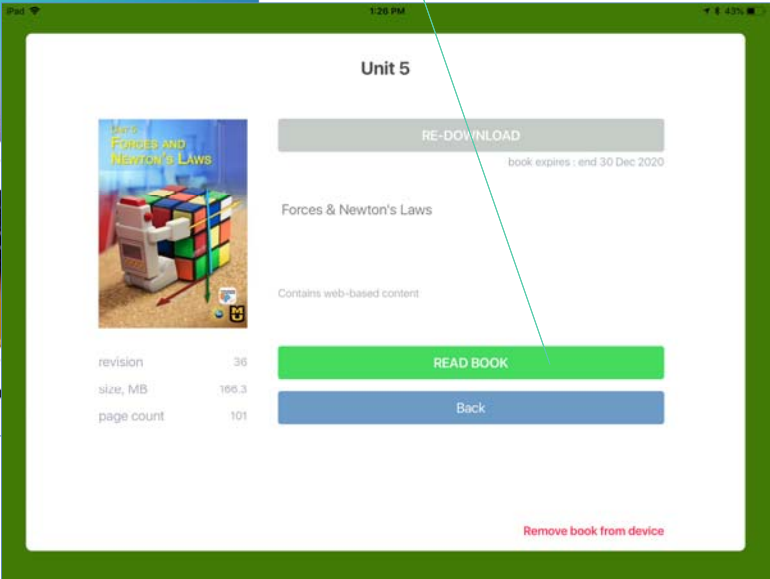 iPad 1:26 PM 43%
Unit 5
UNIT 5
FORCES AND
NEWTON'S LAWS
RE-DOWNLOAD
book expires : end 30 Dec 2020
Forces & Newton's Laws
Contains web-based content
MU
revision 36
READ BOOK
size, MB 166.3
Back
page count 101
Remove book from device